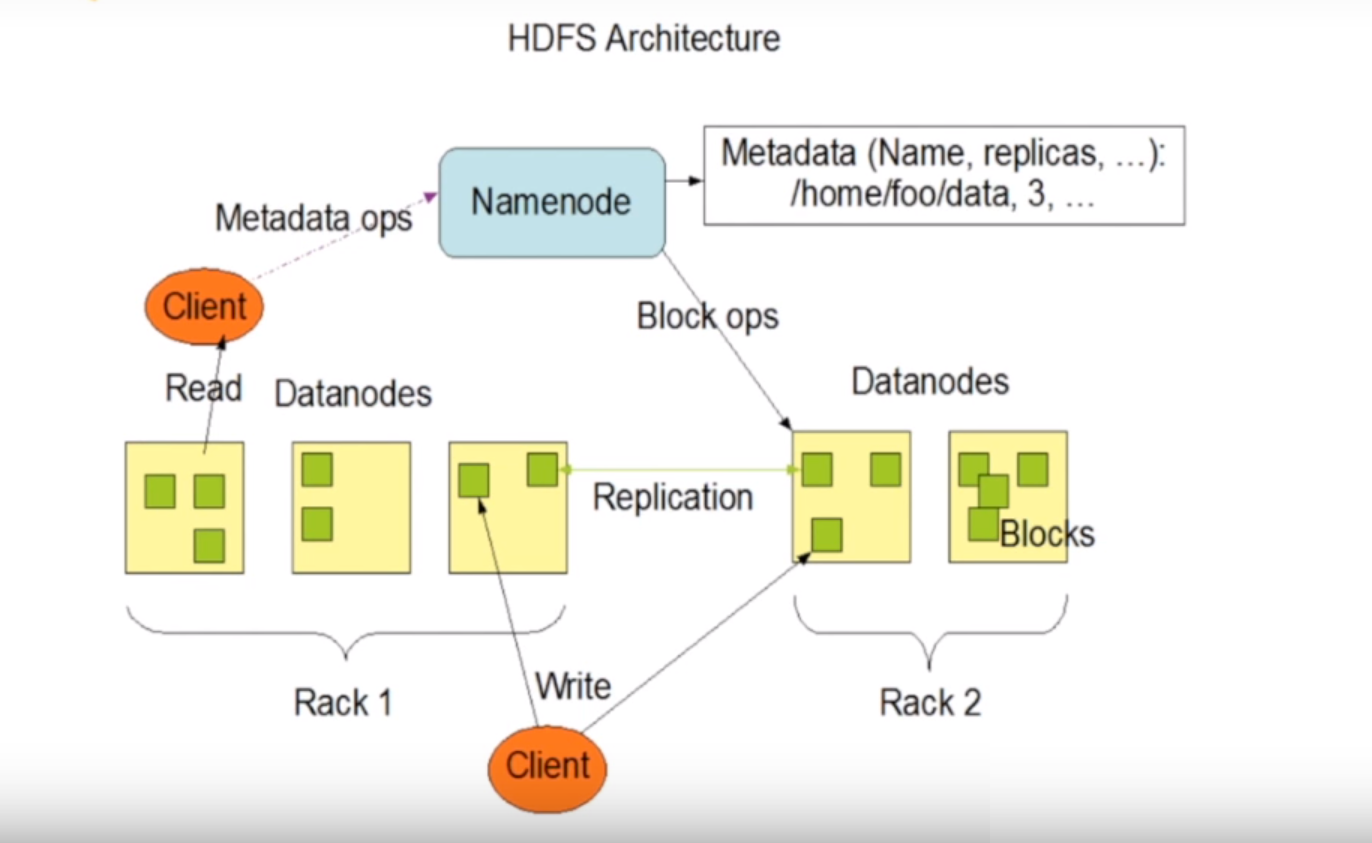 HDFS Architecture
Metadata (Name, replicas, ...):
/home/foo/data, 3, ...
Namenode
Metadata ops
Client
Block ops
Read
Datanodes
Datanodes
Replication
Blocks
Rack 1
Write
Rack 2
Client